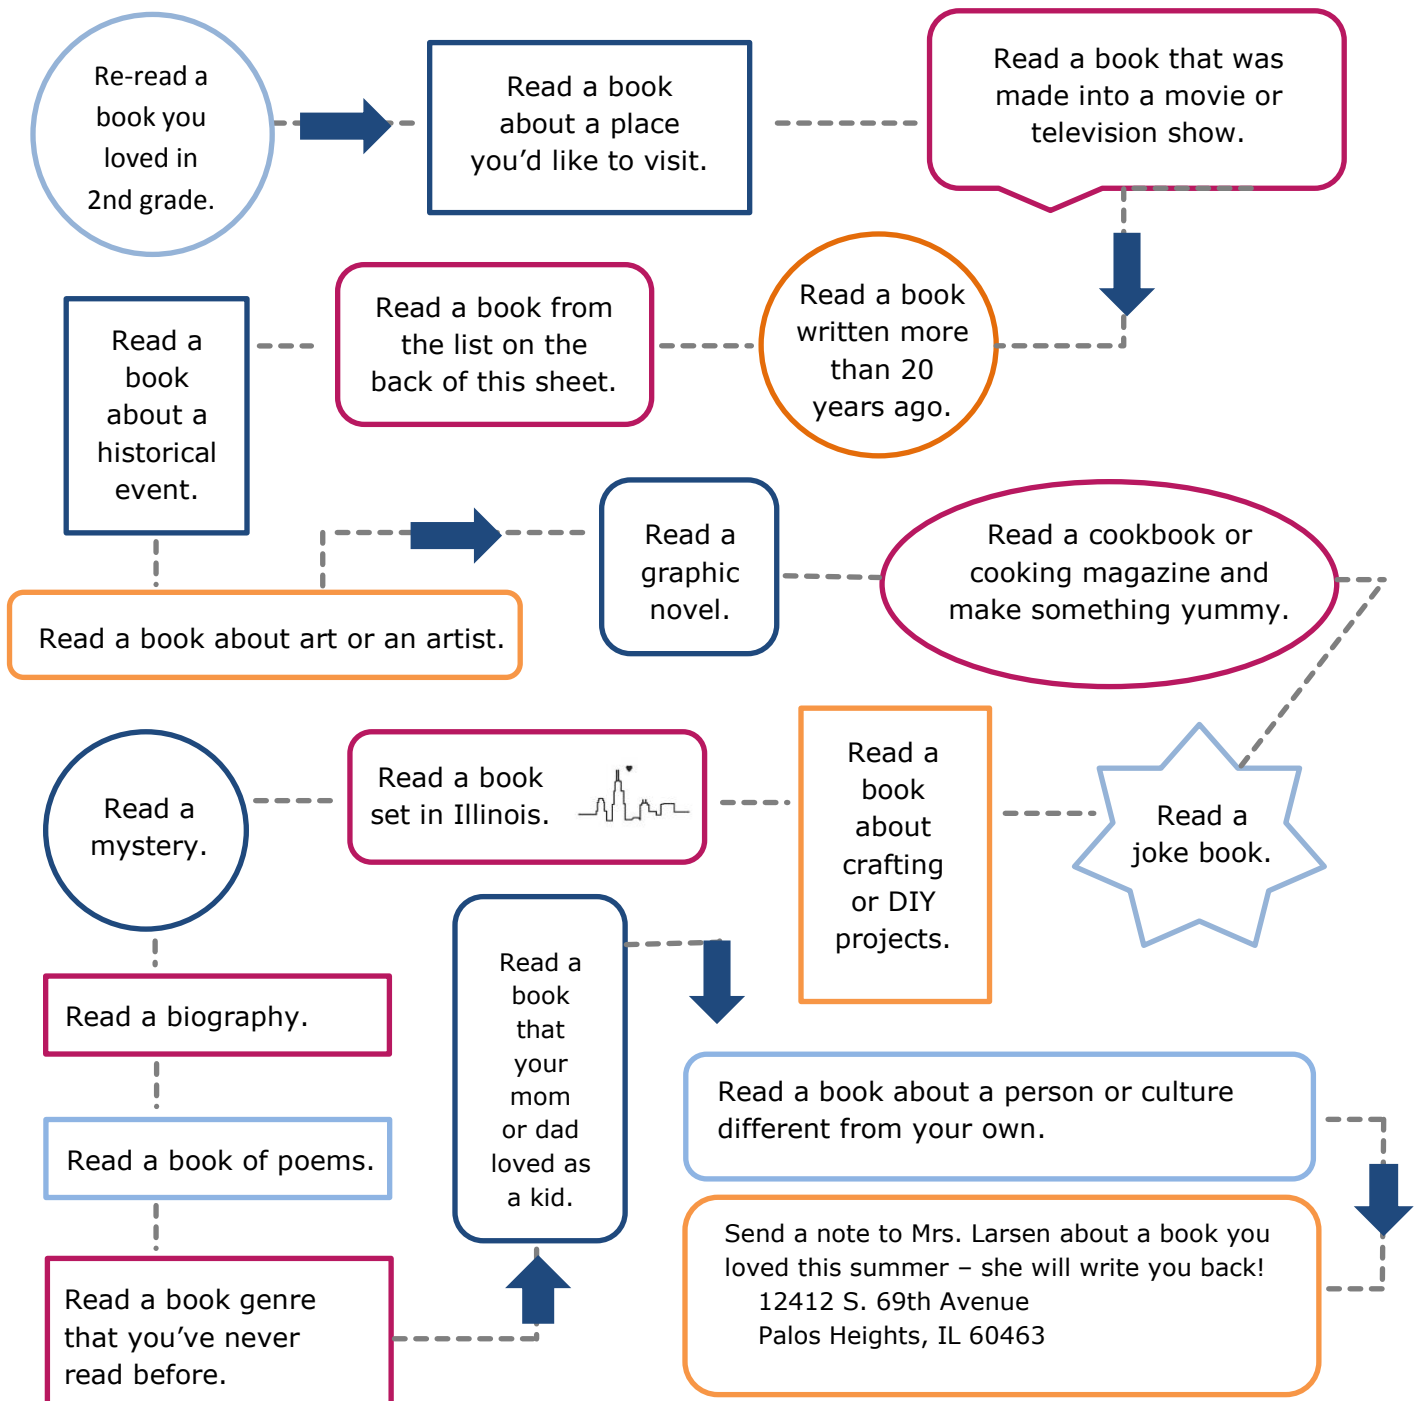 Re-read a
book you
loved in
2nd grade.
Read a book
about a place
you’d like to visit.
Read a book that was
made into a movie or
television show.
Read a book
written more
than 20
years ago.
Read a book from
the list on the
back of this sheet.
Read a
book
about a
historical
event.
Read a book about art or an artist.
Read a
graphic
novel.
Read a cookbook or
cooking magazine and
make something yummy.
Read a
joke book.
Read a
book
about
crafting
or DIY
projects.
Read a book
set in Illinois.
Read a
mystery.
Read a biography.
Read a book of poems.
Read a book genre
that you’ve never
read before.
Read a
book
that
your
mom
or dad
loved as
a kid.
Read a book about a person or culture
different from your own.
Send a note to Mrs. Larsen about a book you
loved this summer – she will write you back!
12412 S. 69th Avenue
Palos Heights, IL 60463